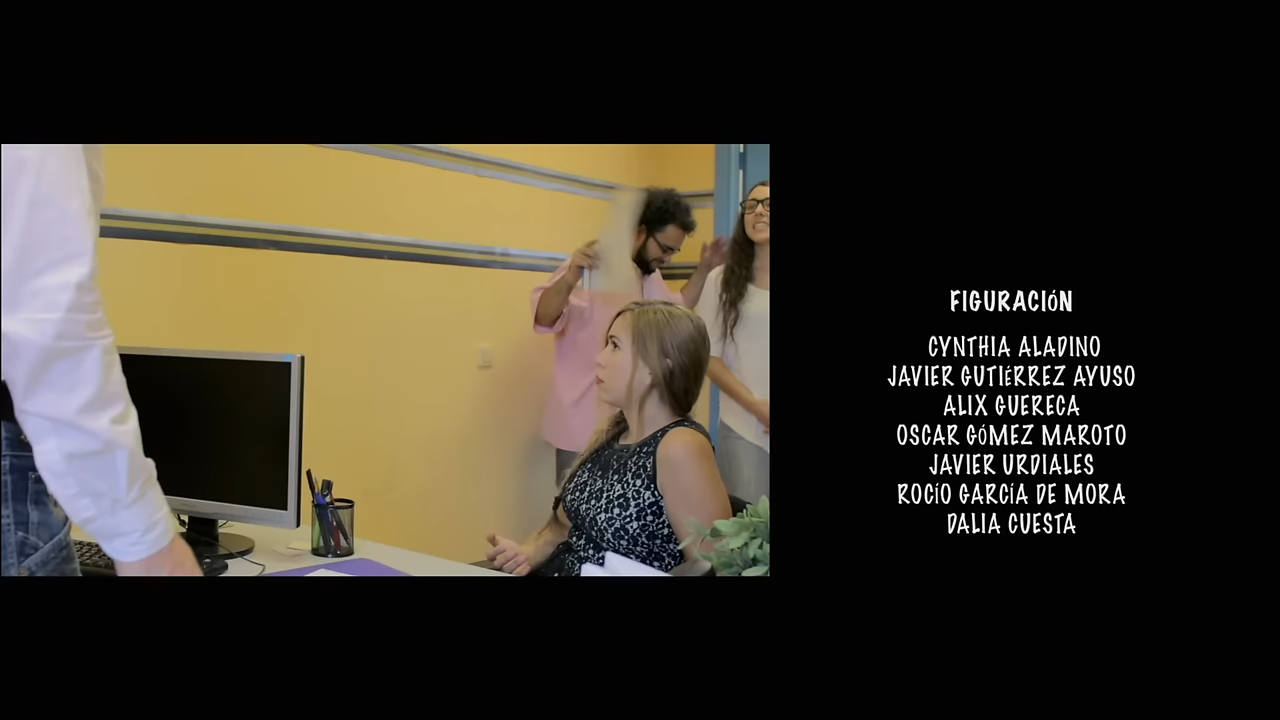 FIGURACIÓN
CYNTHIA ALADINO
JAVIER GUTIÉRREZ AYUSO
ALIX GUERECA
OSCAR GÓMEZ MAROTO
JAVIER URDIALES
ROCÍO GARCÍA DE MORA
DALIA CUESTA